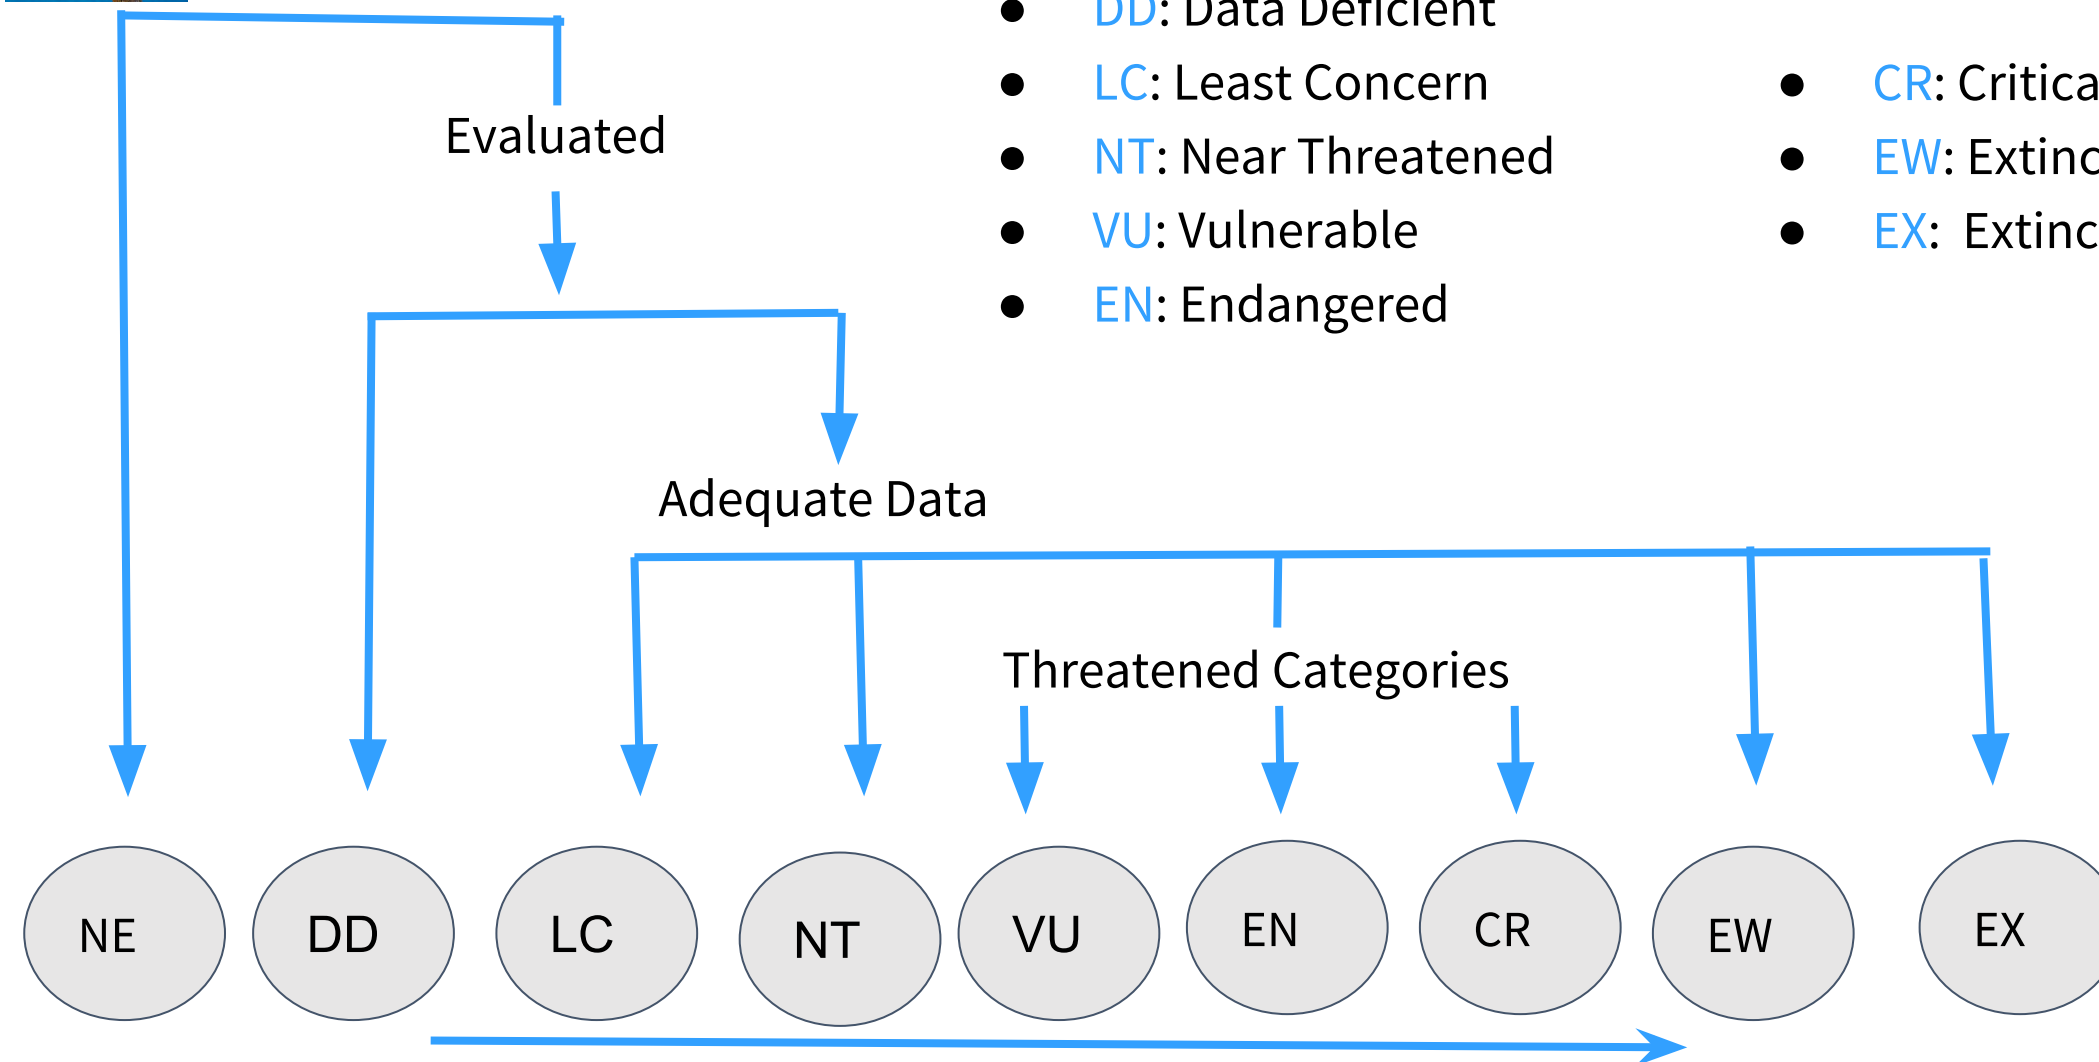 DD: Data Deficient
LC: Least Concern
NT: Near Threatened
VU: Vulnerable
EN: Endangered
CR: Critica
EW: Extinc
EX: Extinc
Evaluated
Adequate Data
Threatened Categories
NE
DD
LC
NT
VU
EN
CR
EW
EX